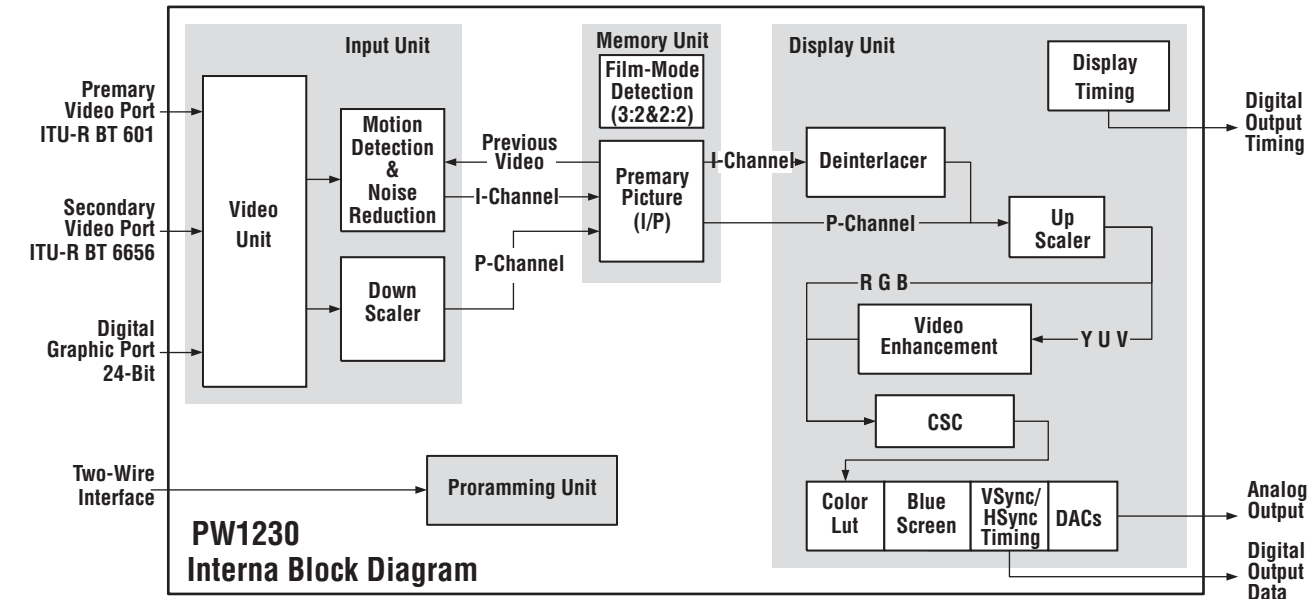 Input Unit
Memory Unit
Display Unit
Premary
Video Port
ITU-R BT 601
Secondary
Video Port
ITU-R BT 6656
Digital
Graphic Port
24-Bit
Two-Wire
Interface
Video
Unit
Motion
Detection
&
Noise
Reduction
Down
Scaler
Previous
Video
I-Channel
P-Channel
Film-Mode
Detection
(3:2&2:2)
Premary
Picture
(I/P)
I-Channel
P-Channel
Deinterlacer
Display
Timing
Digital
Output
Timing
Up
Scaler
R G B
Video
Enhancement
Y U V
CSC
Color
Lut
Blue
Screen
VSync/
HSync
Timing
DACs
Analog
Output
Digital
Output
Data
Proramming Unit
PW1230
Interna Block Diagram